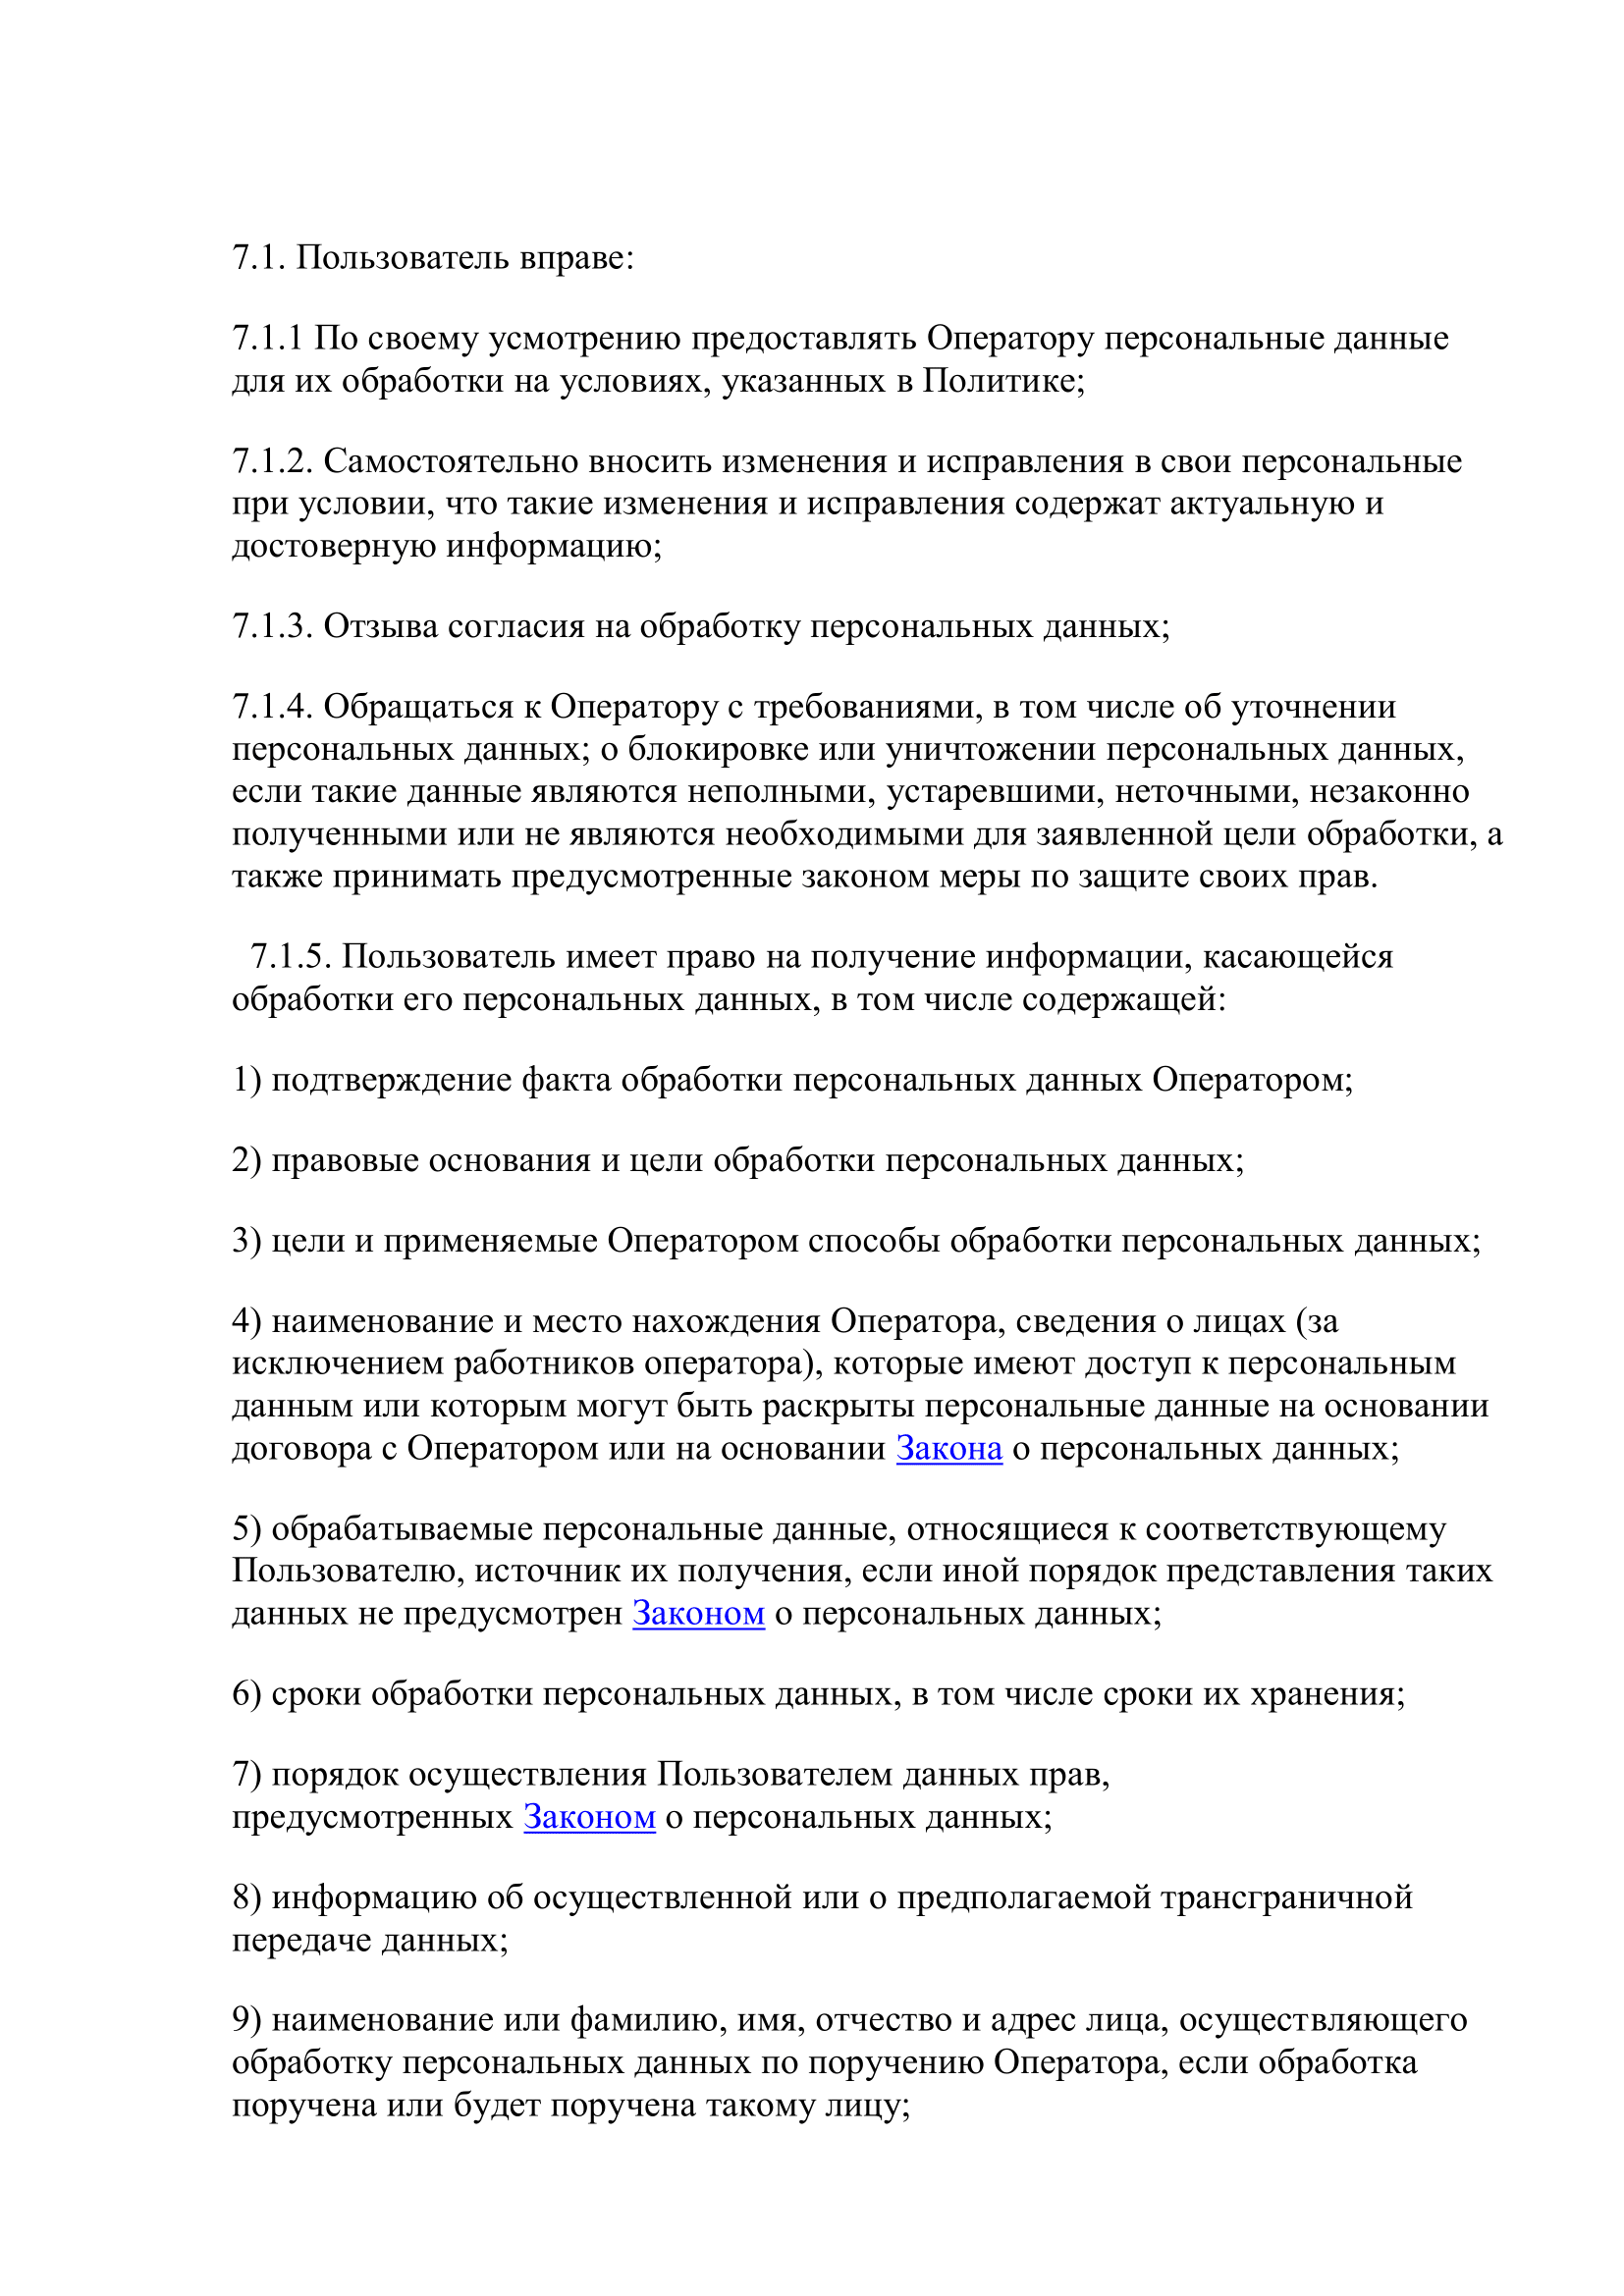 7.1. Пользователь вправе:
7.1.1 По своему усмотрению предоставлять Оператору персональные данные
для их обработки на условиях, указанных в Политике;
7.1.2. Самостоятельно вносить изменения и исправления в свои персональные
при условии, что такие изменения и исправления содержат актуальную и
достоверную информацию;
7.1.3. Отзыва согласия на обработку персональных данных;
7.1.4. Обращаться к Оператору с требованиями, в том числе об уточнении
персональных данных; о блокировке или уничтожении персональных данных,
если такие данные являются неполными, устаревшими, неточными, незаконно
полученными или не являются необходимыми для заявленной цели обработки, а
также принимать предусмотренные законом меры по защите своих прав.
7.1.5. Пользователь имеет право на получение информации, касающейся
обработки его персональных данных, в том числе содержащей:
1) подтверждение факта обработки персональных данных Оператором;
2) правовые основания и цели обработки персональных данных;
3) цели и применяемые Оператором способы обработки персональных данных;
4) наименование и место нахождения Оператора, сведения о лицах (за
исключением работников оператора), которые имеют доступ к персональным
данным или которым могут быть раскрыты персональные данные на основании
договора с Оператором или на основании Закона о персональных данных;
5) обрабатываемые персональные данные, относящиеся к соответствующему
Пользователю, источник их получения, если иной порядок представления таких
данных не предусмотрен Законом о персональных данных;
6) сроки обработки персональных данных, в том числе сроки их хранения;
7) порядок осуществления Пользователем данных прав,
предусмотренных Законом о персональных данных;
8) информацию об осуществленной или о предполагаемой трансграничной
передаче данных;
9) наименование или фамилию, имя, отчество и адрес лица, осуществляющего
обработку персональных данных по поручению Оператора, если обработка
поручена или будет поручена такому лицу;